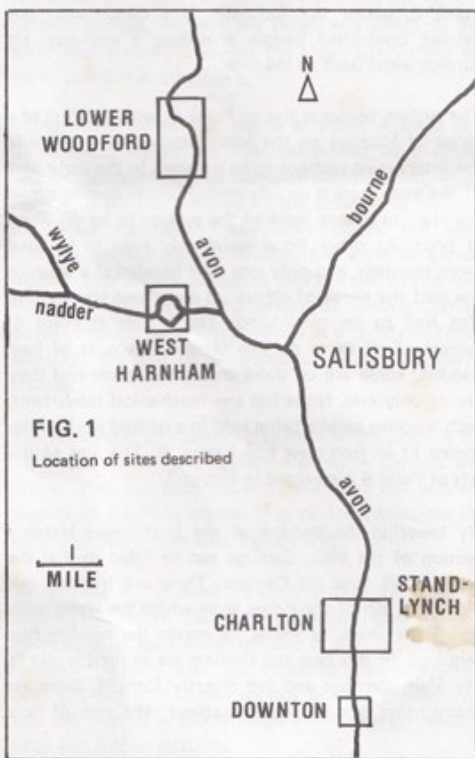 N
LOWER
WOODFORD
bourne
wylye
avon
nadder
WEST
HARNHAM
SALISBURY
FIG. 1
Location of sites described
avon
1
MILE
STAND-
LYNCH
CHARLTON
DOWNTON